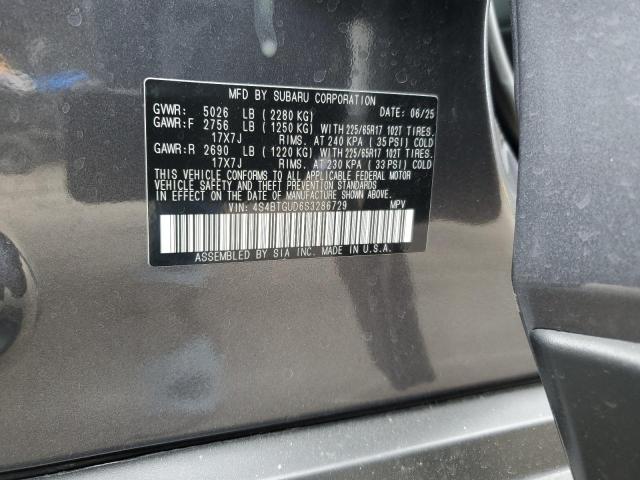 MFD BY SUBARU CORPORATION DATE: 06/25
GVWR: 5026 LB ( 2280 KG)
GAWR:F 2756 LB ( 1250 KG) WITH 225/65R17 102T TIRES.
17X7J RIMS. AT 240 KPA ( 35 PSI) COLD
GAWR:R 2690 LB ( 1220 KG) WITH 225/65R17 102T TIRES.
17X7J RIMS. AT 230 KPA ( 33 PSI) COLD
THIS VEHICLE CONFORMS TO ALL APPLICABLE FEDERAL MOTOR
VEHICLE SAFETY AND THEFT PREVENTION STANDARDS
IN EFFECT ON THE DATE OF MANUFACTURE SHOWN ABOVE.
VIN: 4S4BTGUD6S3286729 MPV
ASSEMBLED BY SIA INC. MADE IN U.S.A.